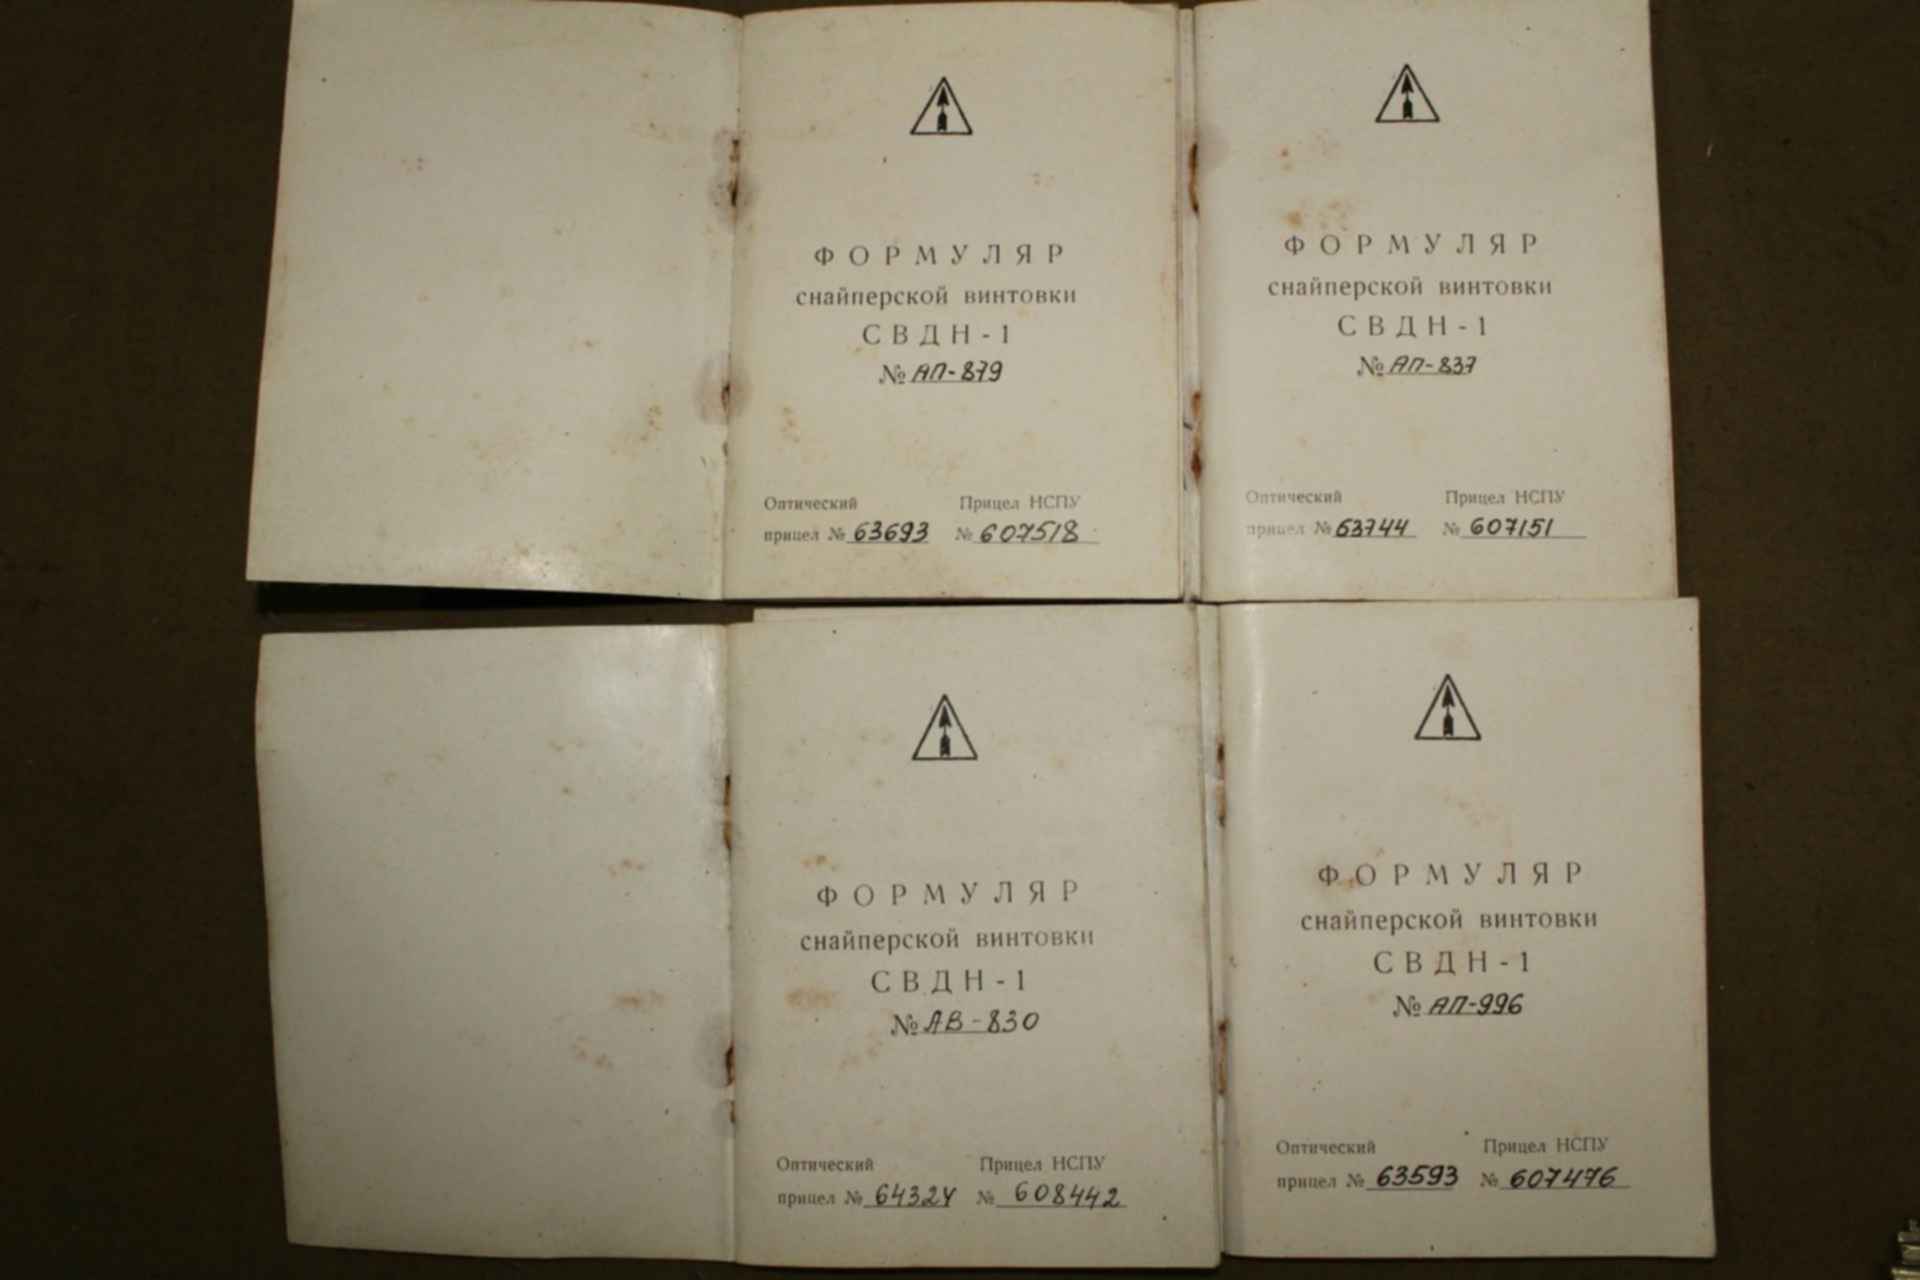 ФОРМУЛЯР
снайперской винтовки
СВДН-1
№ АП-879
Оптический Прицел НСПУ
прицел № 63693 № 607518
ФОРМУЛЯР
снайперской винтовки
СВДН-1
№ АП-837
Оптический Прицел НСПУ
прицел № 63744 № 607151
ФОРМУЛЯР
снайперской винтовки
СВДН-1
№ АВ-830
Оптический Прицел НСПУ
прицел № 64324 № 608442
ФОРМУЛЯР
снайперской винтовки
СВДН-1
№ АП-996
Оптический Прицел НСПУ
прицел № 63593 № 607476